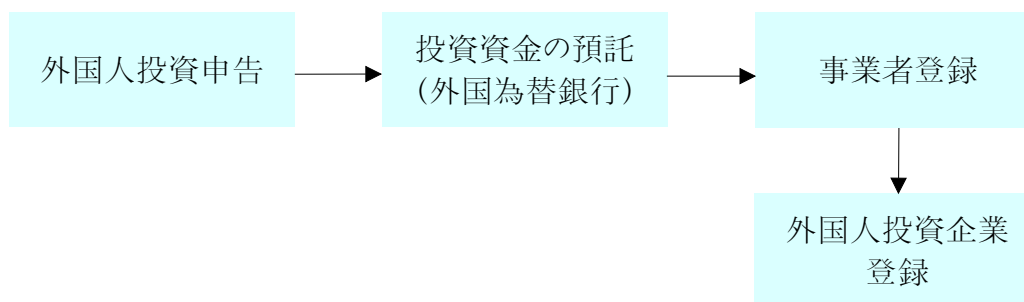 外国人投資申告
投資資金の預託
(外国為替銀行)
事業者登録
外国人投資企業
登録